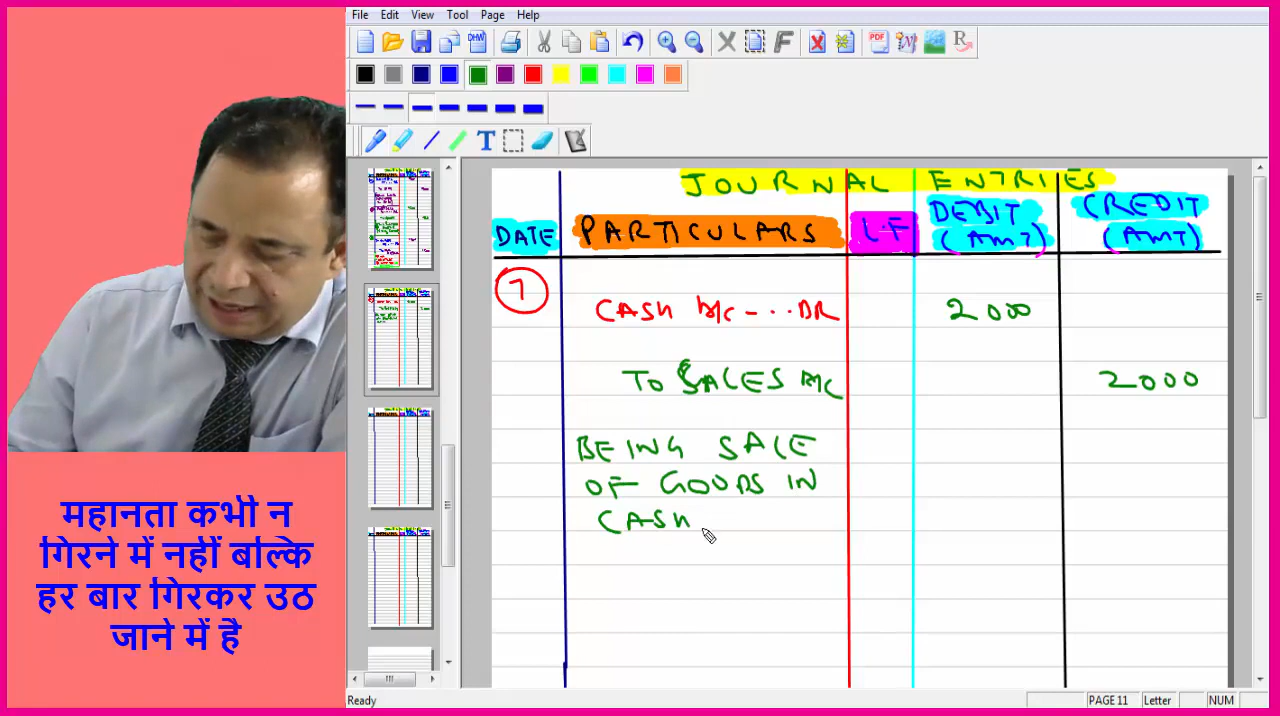 File Edit View Tool Page Help
JOURNAL ENTRIES
DATE PARTICULARS L.F DEBIT (AMT) CREDIT (AMT)
7
CASH A/C - ... DR 2000
TO SALES A/C 2000
BEING SALE
OF GOODS IN
CASH
महानता कभी न
गिरने में नहीं बल्कि
हर बार गिरकर उठ
जाने में है
Ready PAGE 11 Letter NUM